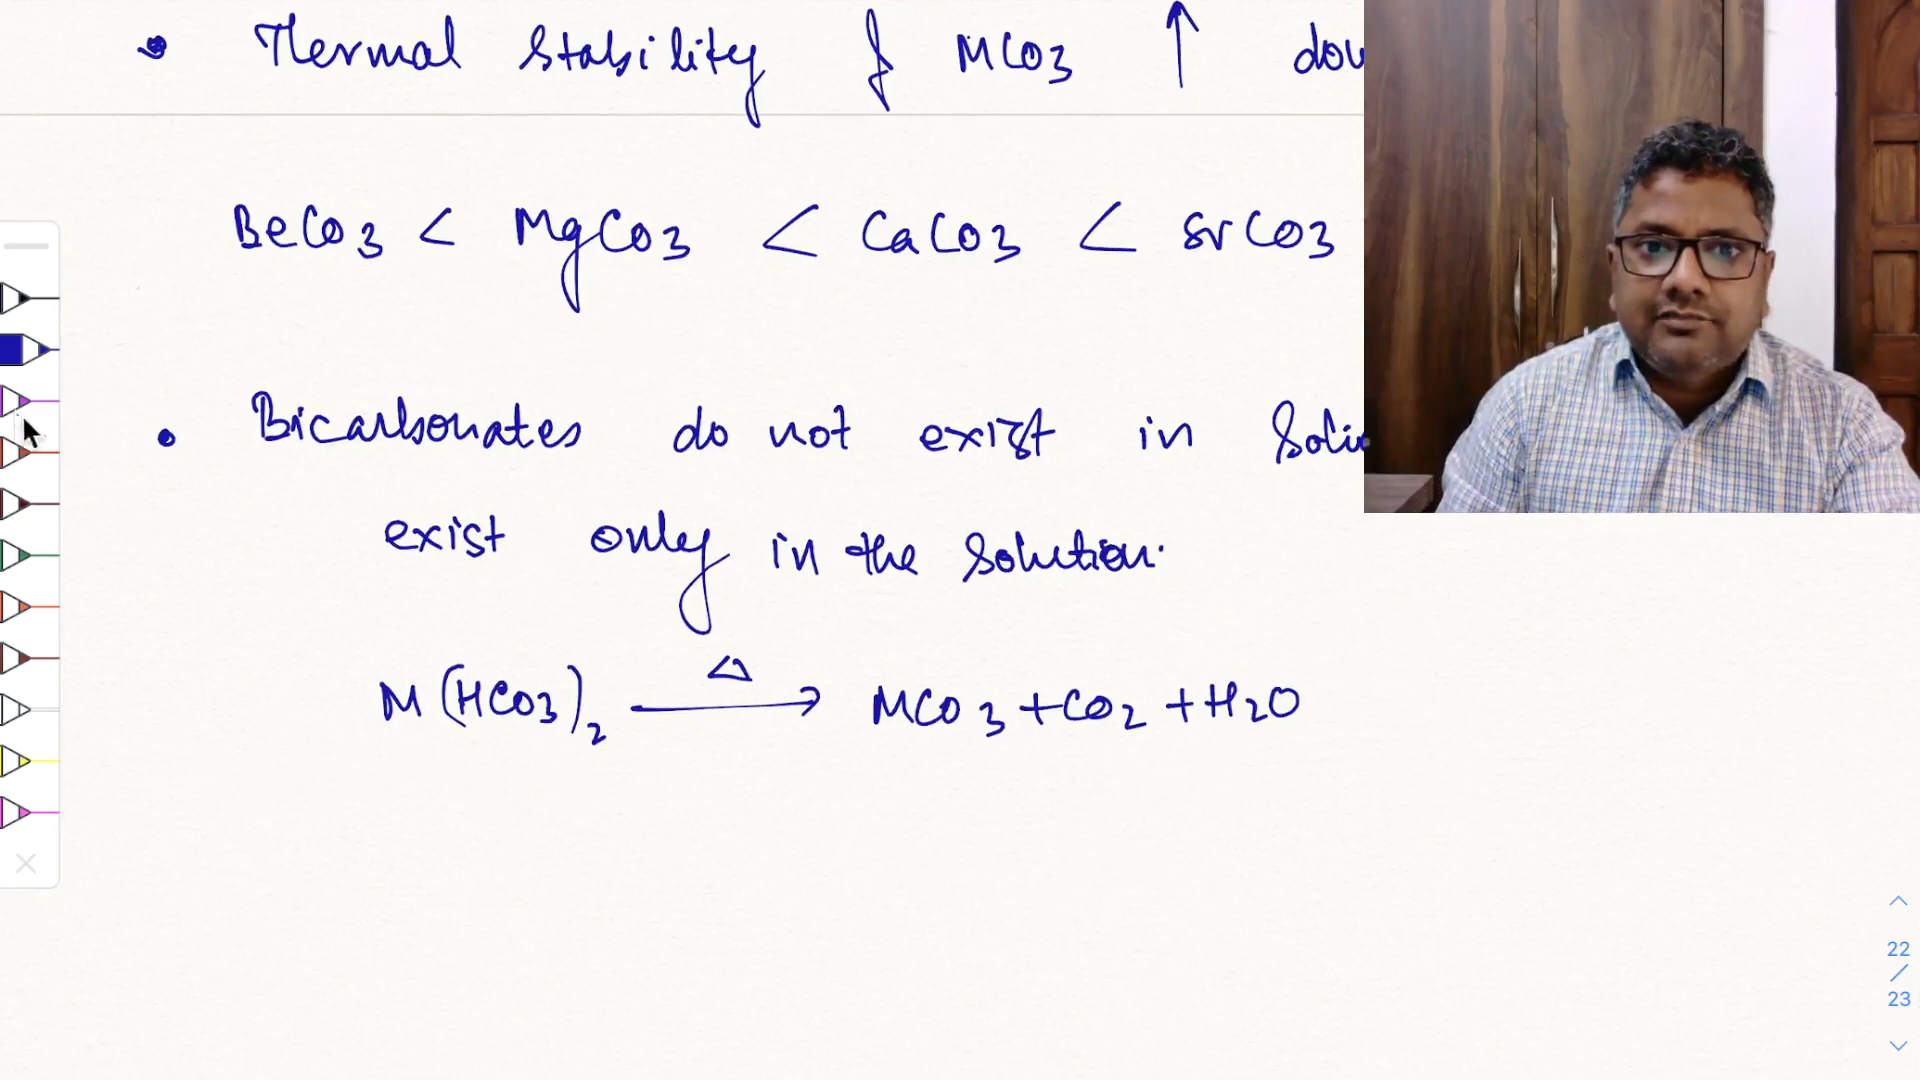 • Thermal stability of MCO3 ↑ dow
BeCO3 < MgCO3 < CaCO3 < SrCO3
• Bicarbonates do not exist in Soli
exist only in the solution.
M(HCO3)2 —Δ→ MCO3 + CO2 + H2O
22
/
23